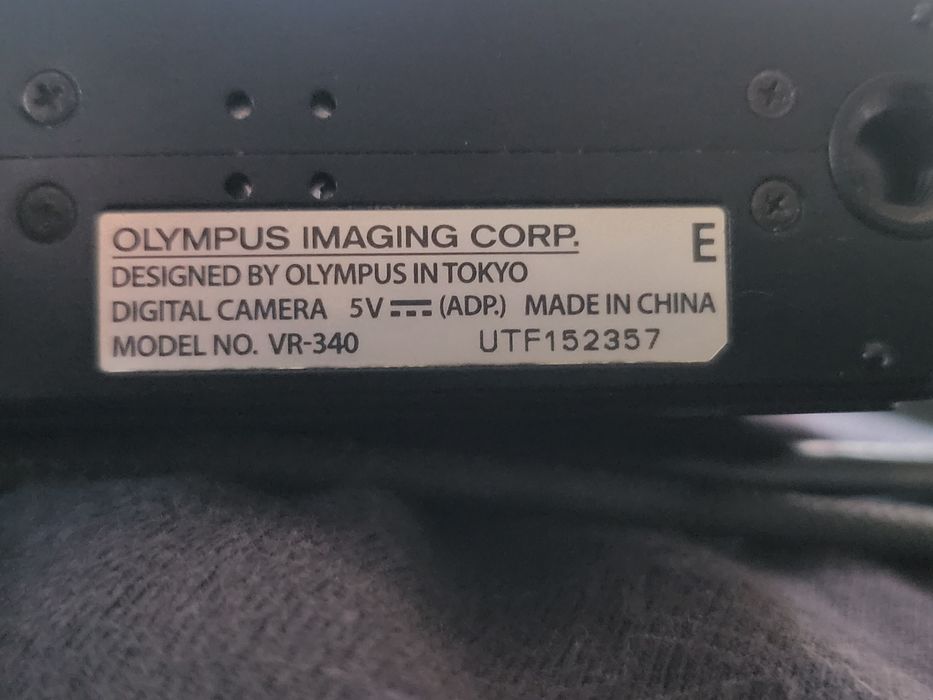 OLYMPUS IMAGING CORP. E
DESIGNED BY OLYMPUS IN TOKYO
DIGITAL CAMERA 5V ⎓ (ADP.) MADE IN CHINA
MODEL NO. VR-340 UTF152357